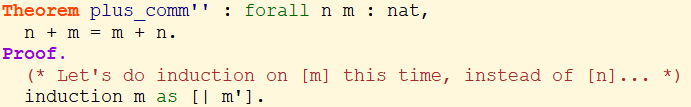 Theorem plus_comm'' : forall n m : nat,
n + m = m + n.
Proof.
(* Let's do induction on [m] this time, instead of [n]... *)
induction m as [| m'].